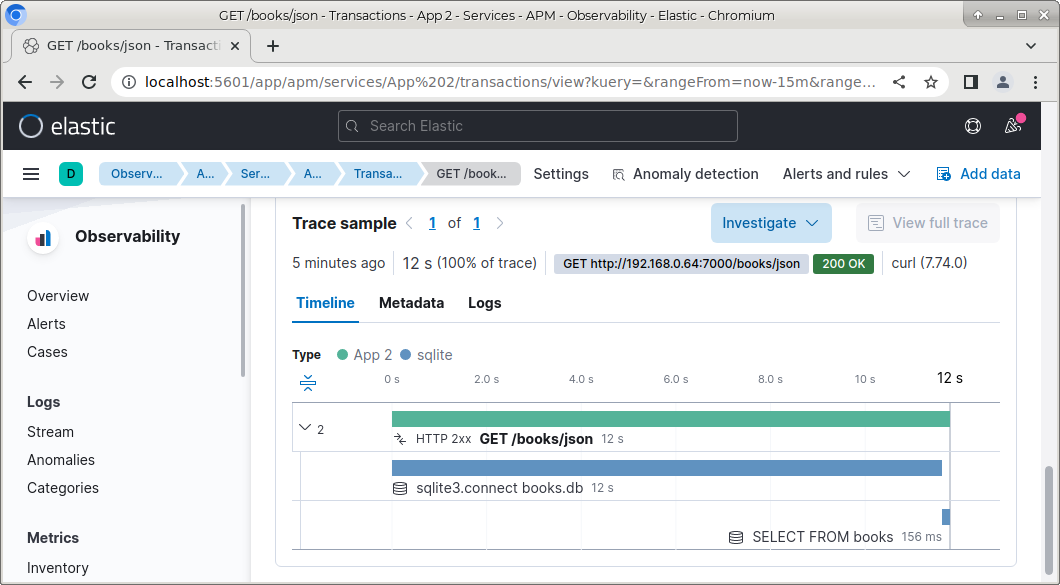 GET /books/json - Transactions - App 2 - Services - APM - Observability - Elastic - Chromium
GET /books/json - Transacti
localhost:5601/app/apm/services/App%202/transactions/view?kuery=&rangeFrom=now-15m&range...
elastic
Search Elastic
D
Observ...
A...
Ser...
A...
Transa...
GET /book...
Settings
Anomaly detection
Alerts and rules
Add data
Observability
Overview
Alerts
Cases
Logs
Stream
Anomalies
Categories
Metrics
Inventory
Trace sample 1 of 1
Investigate
View full trace
5 minutes ago
12 s (100% of trace)
GET http://192.168.0.64:7000/books/json
200 OK
curl (7.74.0)
Timeline
Metadata
Logs
Type App 2 sqlite
0 s 2.0 s 4.0 s 6.0 s 8.0 s 10 s 12 s
2
HTTP 2xx GET /books/json 12 s
sqlite3.connect books.db 12 s
SELECT FROM books 156 ms